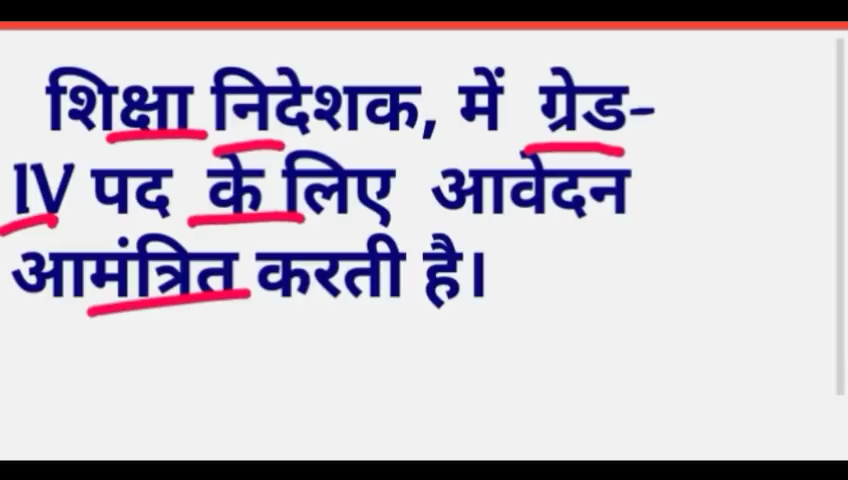 शिक्षा निदेशक, में ग्रेड-
IV पद के लिए आवेदन
आमंत्रित करती है।